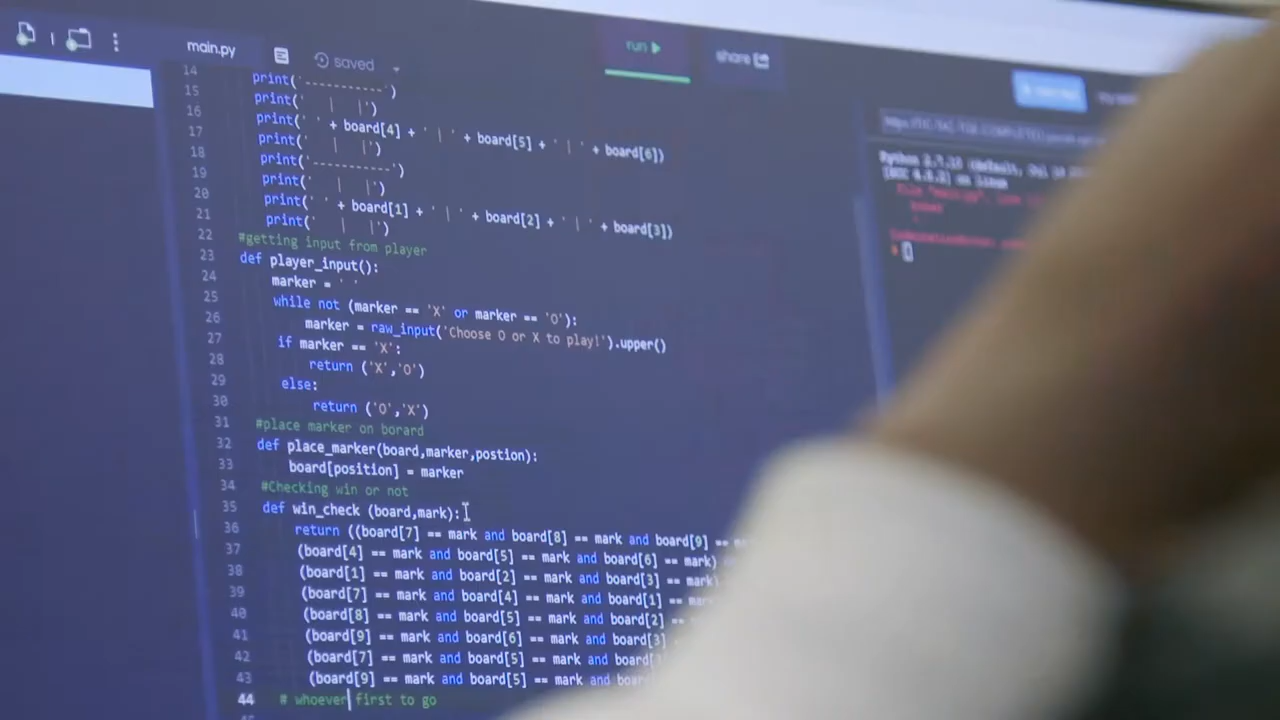 main.py
saved
run
share
14 print('-----------')
15 print('   |   |')
16 print(' ' + board[4] + ' | ' + board[5] + ' | ' + board[6])
17 print('   |   |')
18 print('-----------')
19 print('   |   |')
20 print(' ' + board[1] + ' | ' + board[2] + ' | ' + board[3])
21 print('   |   |')
22 #getting input from player
23 def player_input():
24 marker = ' '
25 while not (marker == 'X' or marker == 'O'):
26 marker = raw_input('Choose O or X to play!').upper()
27 if marker == 'X':
28 return ('X','O')
29 else:
30 return ('O','X')
31 #place marker on borard
32 def place_marker(board,marker,postion):
33 board[position] = marker
34 #Checking win or not
35 def win_check (board,mark):
36 return ((board[7] == mark and board[8] == mark and board[9] ==
37 (board[4] == mark and board[5] == mark and board[6] == mark)
38 (board[1] == mark and board[2] == mark and board[3] == mark)
39 (board[7] == mark and board[4] == mark and board[1] == mark
40 (board[8] == mark and board[5] == mark and board[2] ==
41 (board[9] == mark and board[6] == mark and board[3]
42 (board[7] == mark and board[5] == mark and
43 (board[9] == mark and board[5] == mark and
44 # whoever first to go
Python 2.7.13 (default,
on linux